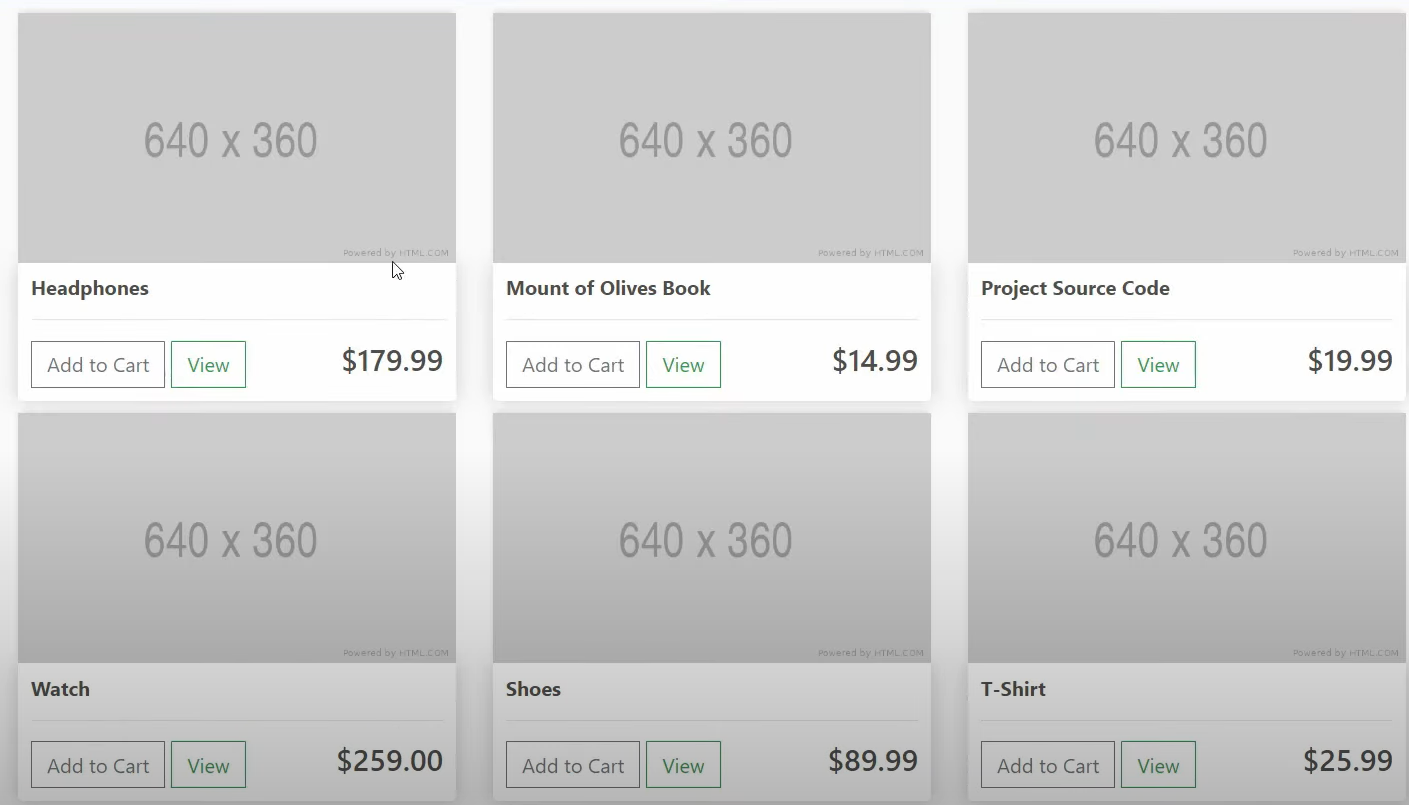 640 x 360
640 x 360
640 x 360
Powered by HTML.COM
Powered by HTML.COM
Powered by HTML.COM
Headphones
Mount of Olives Book
Project Source Code
Add to Cart View $179.99
Add to Cart View $14.99
Add to Cart View $19.99
640 x 360
640 x 360
640 x 360
Powered by HTML.COM
Powered by HTML.COM
Powered by HTML.COM
Watch
Shoes
T-Shirt
Add to Cart View $259.00
Add to Cart View $89.99
Add to Cart View $25.99